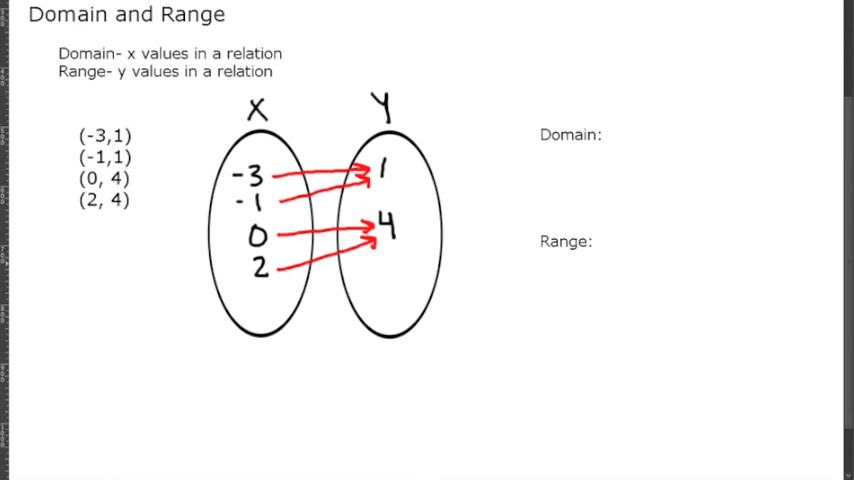 Domain and Range
Domain- x values in a relation
Range- y values in a relation
X Y
(-3,1)
(-1,1)
(0, 4)
(2, 4)
-3 1
-1
0 4
2
Domain:
Range: